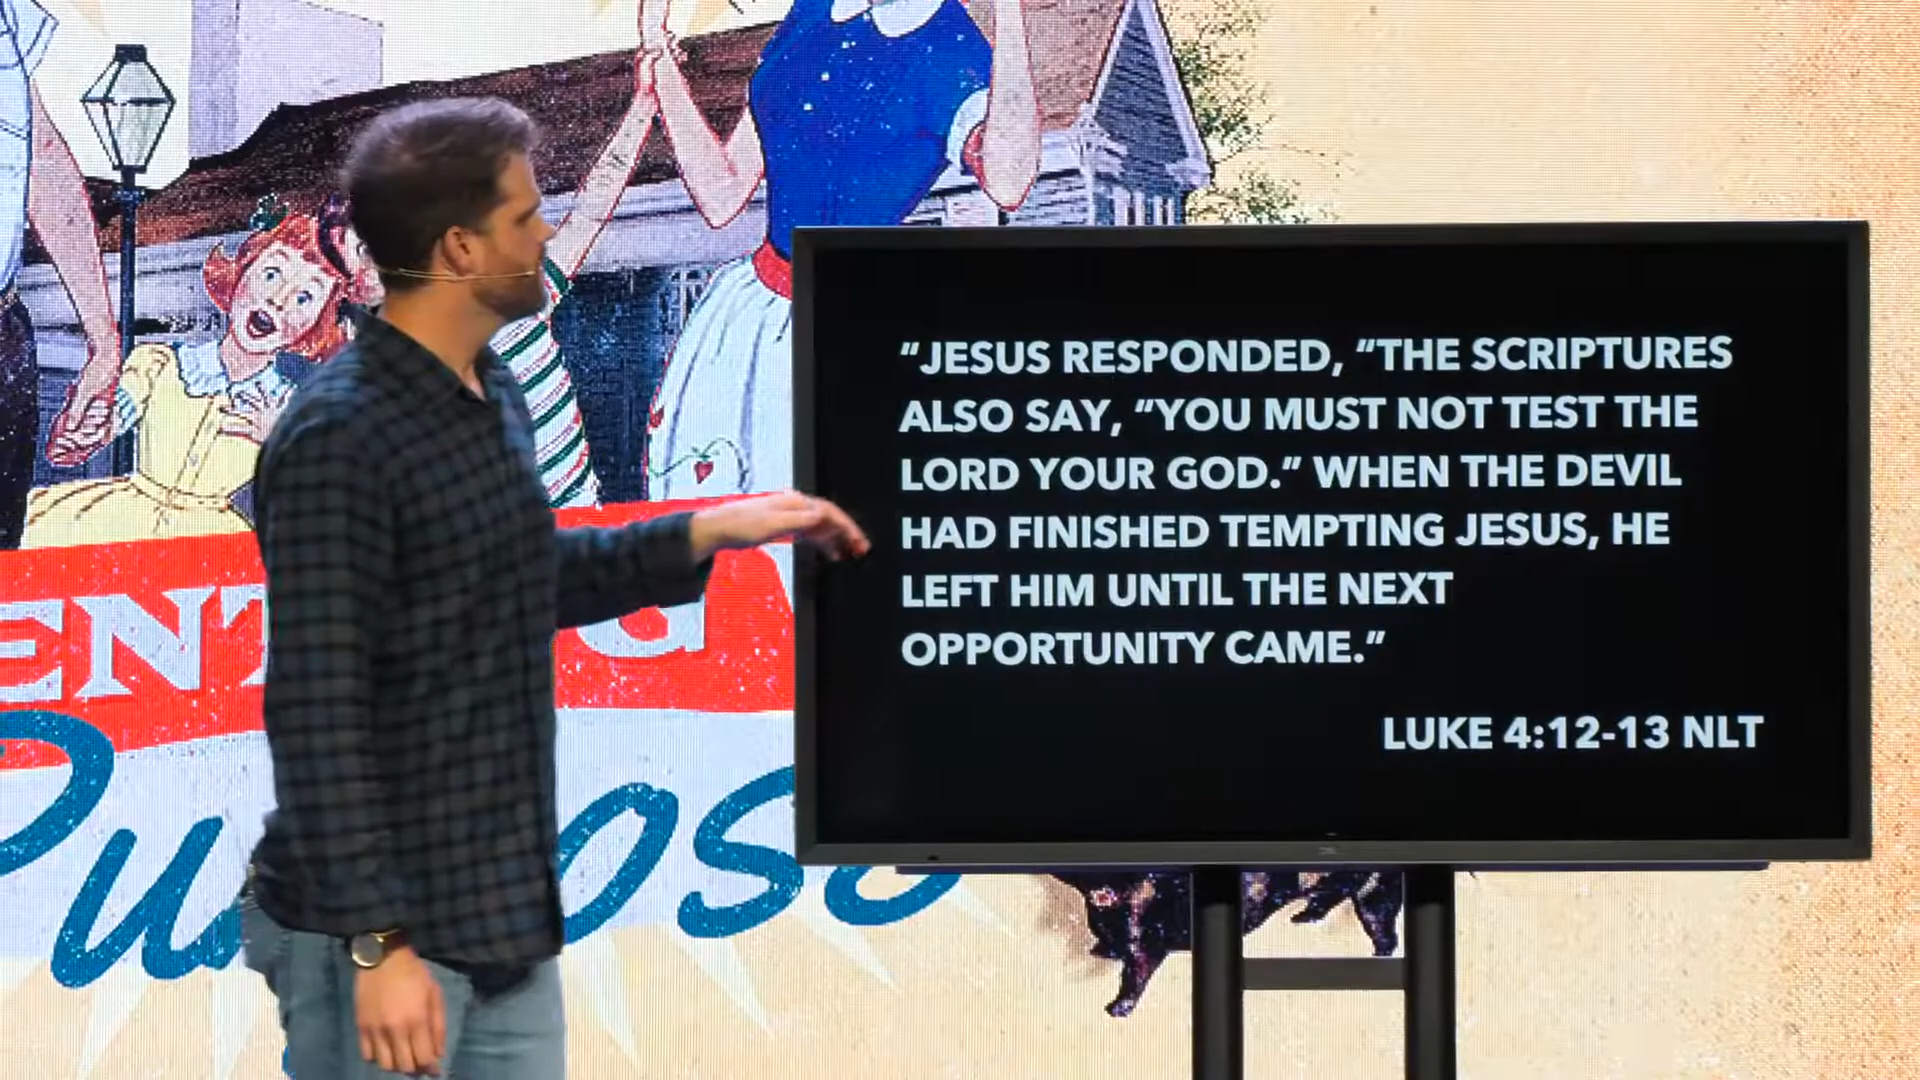 “JESUS RESPONDED, “THE SCRIPTURES
ALSO SAY, “YOU MUST NOT TEST THE
LORD YOUR GOD.” WHEN THE DEVIL
HAD FINISHED TEMPTING JESUS, HE
LEFT HIM UNTIL THE NEXT
OPPORTUNITY CAME.”
LUKE 4:12-13 NLT